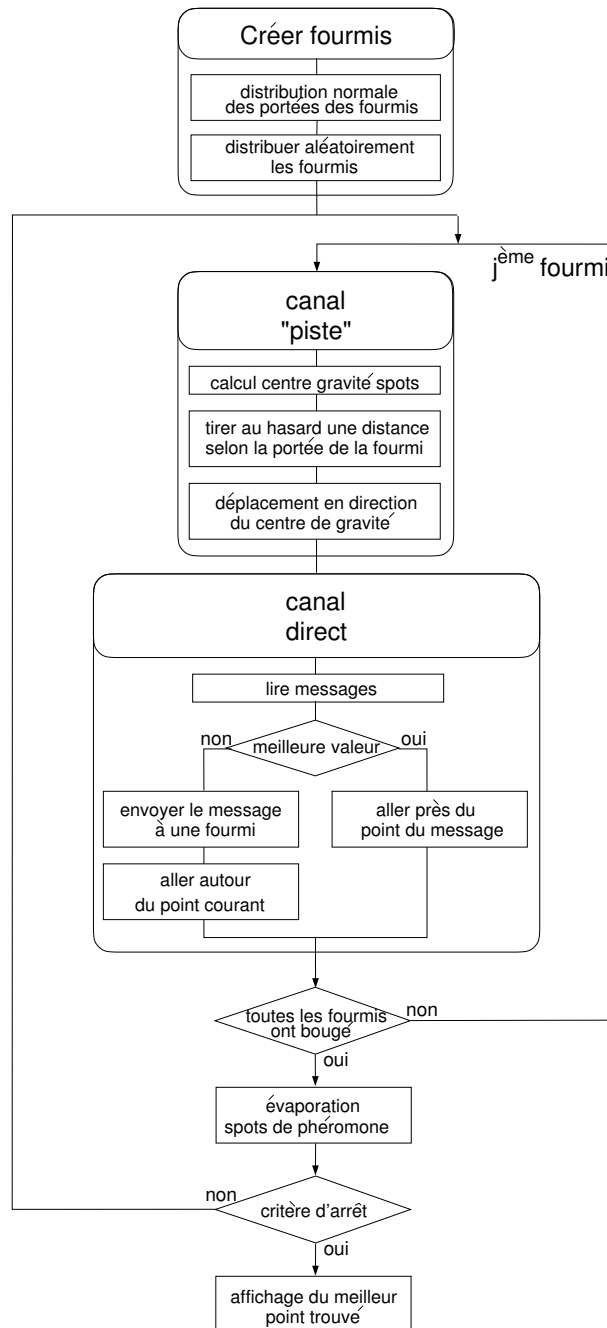 Créer fourmis
distribution normale
des portées des fourmis
distribuer aléatoirement
les fourmis
jème fourmi
canal
"piste"
calcul centre gravité spots
tirer au hasard une distance
selon la portée de la fourmi
déplacement en direction
du centre de gravité
canal
direct
lire messages
non
meilleure valeur
oui
envoyer le message
à une fourmi
aller près du
point du message
aller autour
du point courant
toutes les fourmis
ont bougé
non
oui
évaporation
spots de phéromone
non
critère d'arrêt
oui
affichage du meilleur
point trouvé